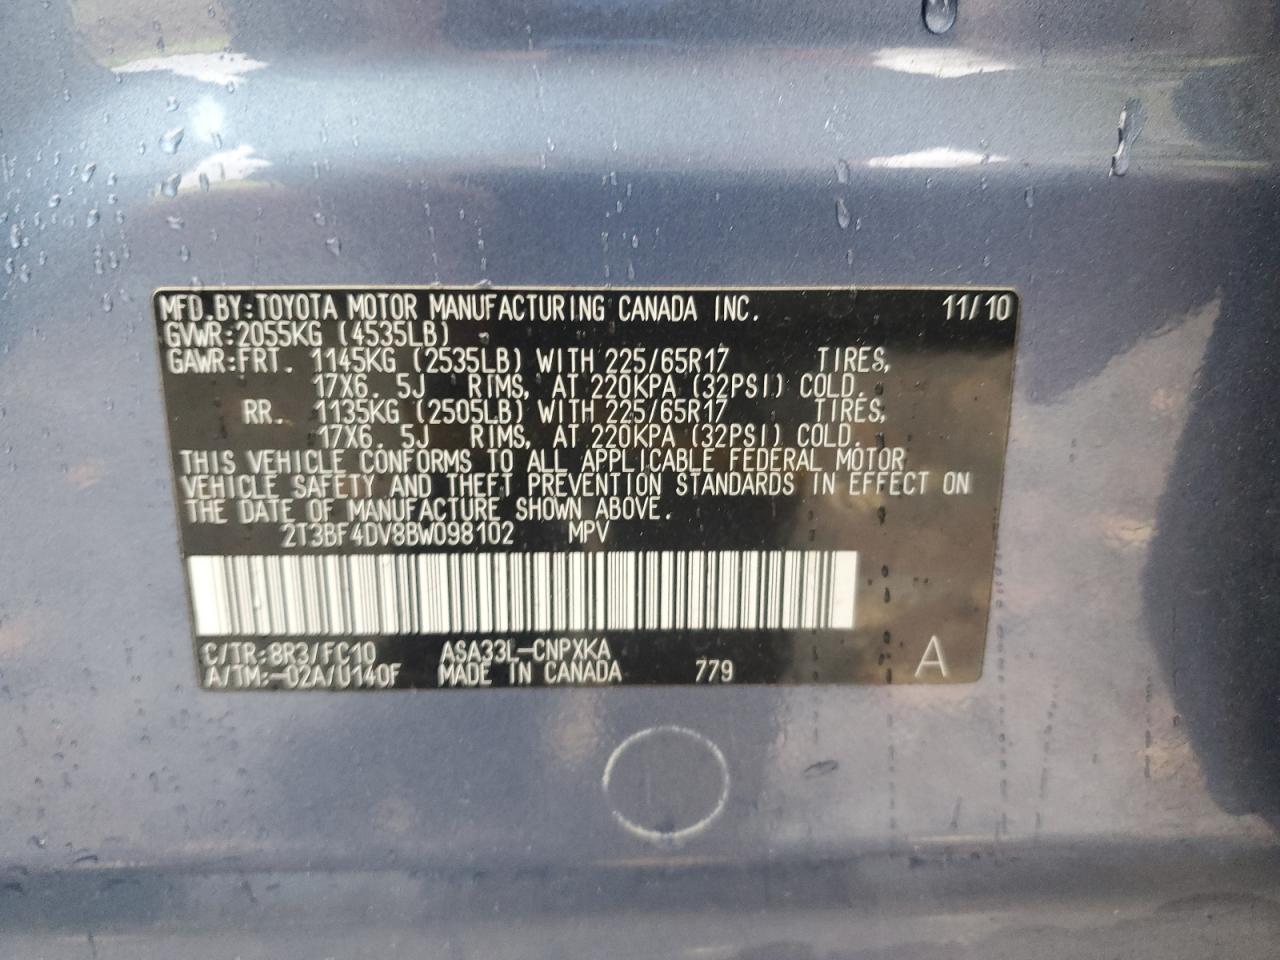 MFD.BY:TOYOTA MOTOR MANUFACTURING CANADA INC. 11/10
GVWR:2055KG (4535LB)
GAWR:FRT. 1145KG (2535LB) WITH 225/65R17 TIRES,
17X6.5J RIMS, AT 220KPA (32PSI) COLD.
RR. 1135KG (2505LB) WITH 225/65R17 TIRES,
17X6.5J RIMS, AT 220KPA (32PSI) COLD.
THIS VEHICLE CONFORMS TO ALL APPLICABLE FEDERAL MOTOR
VEHICLE SAFETY AND THEFT PREVENTION STANDARDS IN EFFECT ON
THE DATE OF MANUFACTURE SHOWN ABOVE.
2T3BF4DV8BW098102 MPV
C/TR:8R3/FC10 ASA33L-CNPXKA
A/TM:-02A/U140F MADE IN CANADA 779 A